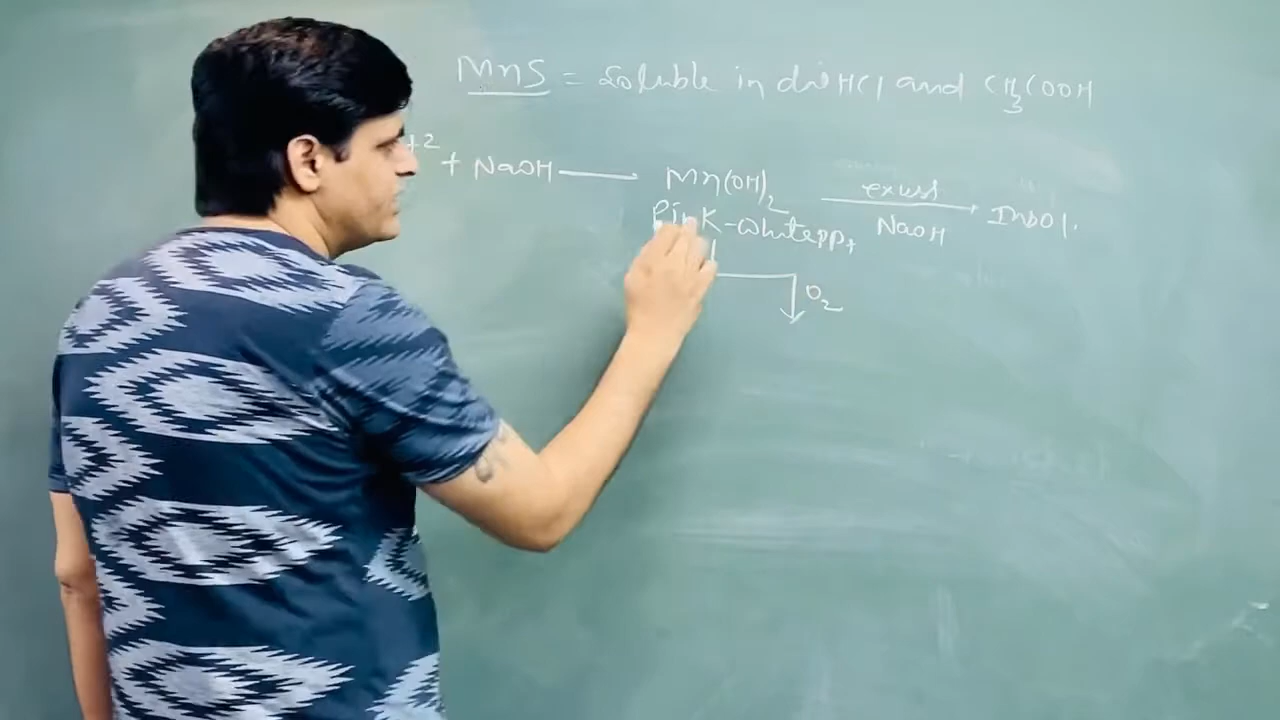 MnS = Soluble in dil HCl and CH₃COOH
+2 + NaOH → Mn(OH)₂ excess NaOH → Insol.
Pink-white ppt
O₂